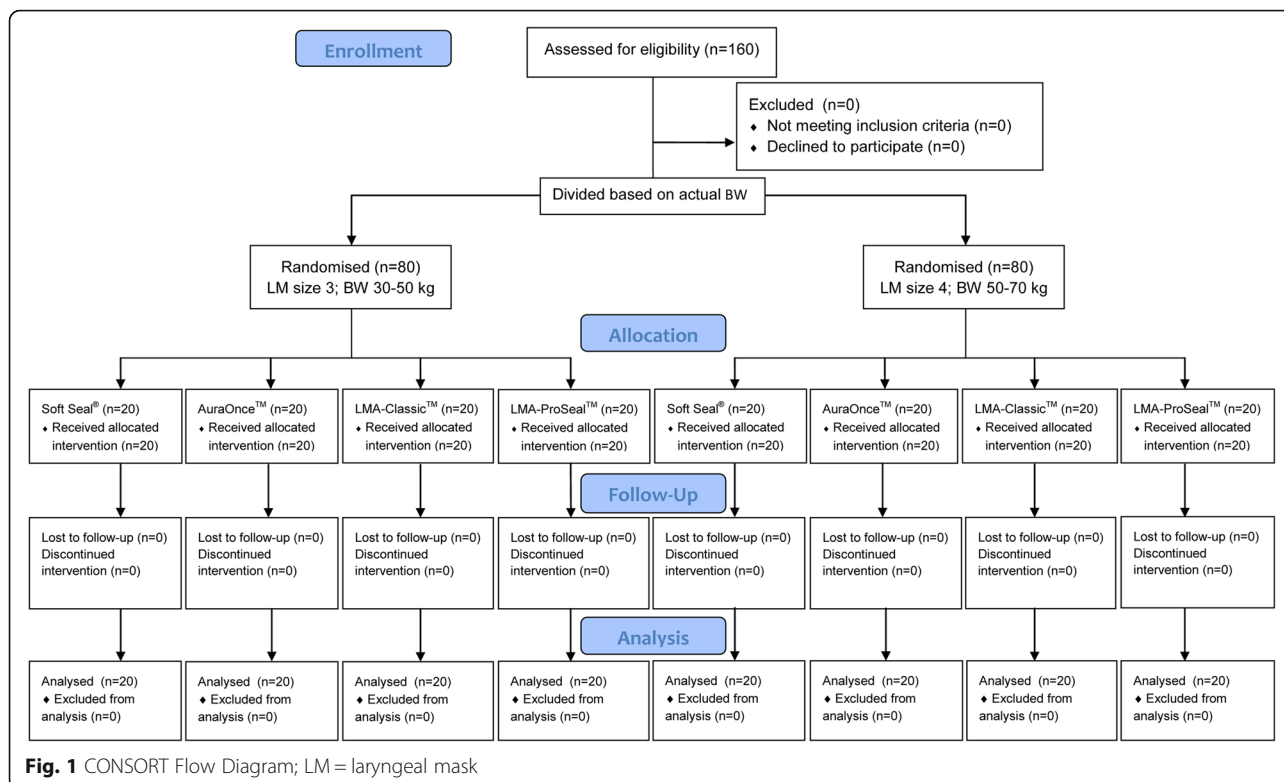 Enrollment
Assessed for eligibility (n=160)
Excluded (n=0)
♦ Not meeting inclusion criteria (n=0)
♦ Declined to participate (n=0)
Divided based on actual BW
Randomised (n=80)
LM size 3; BW 30-50 kg
Randomised (n=80)
LM size 4; BW 50-70 kg
Allocation
Soft Seal® (n=20)
♦ Received allocated
intervention (n=20)
AuraOnce™ (n=20)
♦ Received allocated
intervention (n=20)
LMA-Classic™ (n=20)
♦ Received allocated
intervention (n=20)
LMA-ProSeal™ (n=20)
♦ Received allocated
intervention (n=20)
Soft Seal® (n=20)
♦ Received allocated
intervention (n=20)
AuraOnce™ (n=20)
♦ Received allocated
intervention (n=20)
LMA-Classic™ (n=20)
♦ Received allocated
intervention (n=20)
LMA-ProSeal™ (n=20)
♦ Received allocated
intervention (n=20)
Follow-Up
Lost to follow-up (n=0)
Discontinued
intervention (n=0)
Lost to follow-up (n=0)
Discontinued
intervention (n=0)
Lost to follow-up (n=0)
Discontinued
intervention (n=0)
Lost to follow-up (n=0)
Discontinued
intervention (n=0)
Lost to follow-up (n=0)
Discontinued
intervention (n=0)
Lost to follow-up (n=0)
Discontinued
intervention (n=0)
Lost to follow-up (n=0)
Discontinued
intervention (n=0)
Lost to follow-up (n=0)
Discontinued
intervention (n=0)
Analysis
Analysed (n=20)
♦ Excluded from
analysis (n=0)
Analysed (n=20)
♦ Excluded from
analysis (n=0)
Analysed (n=20)
♦ Excluded from
analysis (n=0)
Analysed (n=20)
♦ Excluded from
analysis (n=0)
Analysed (n=20)
♦ Excluded from
analysis (n=0)
Analysed (n=20)
♦ Excluded from
analysis (n=0)
Analysed (n=20)
♦ Excluded from
analysis (n=0)
Analysed (n=20)
♦ Excluded from
analysis (n=0)
Fig. 1 CONSORT Flow Diagram; LM = laryngeal mask